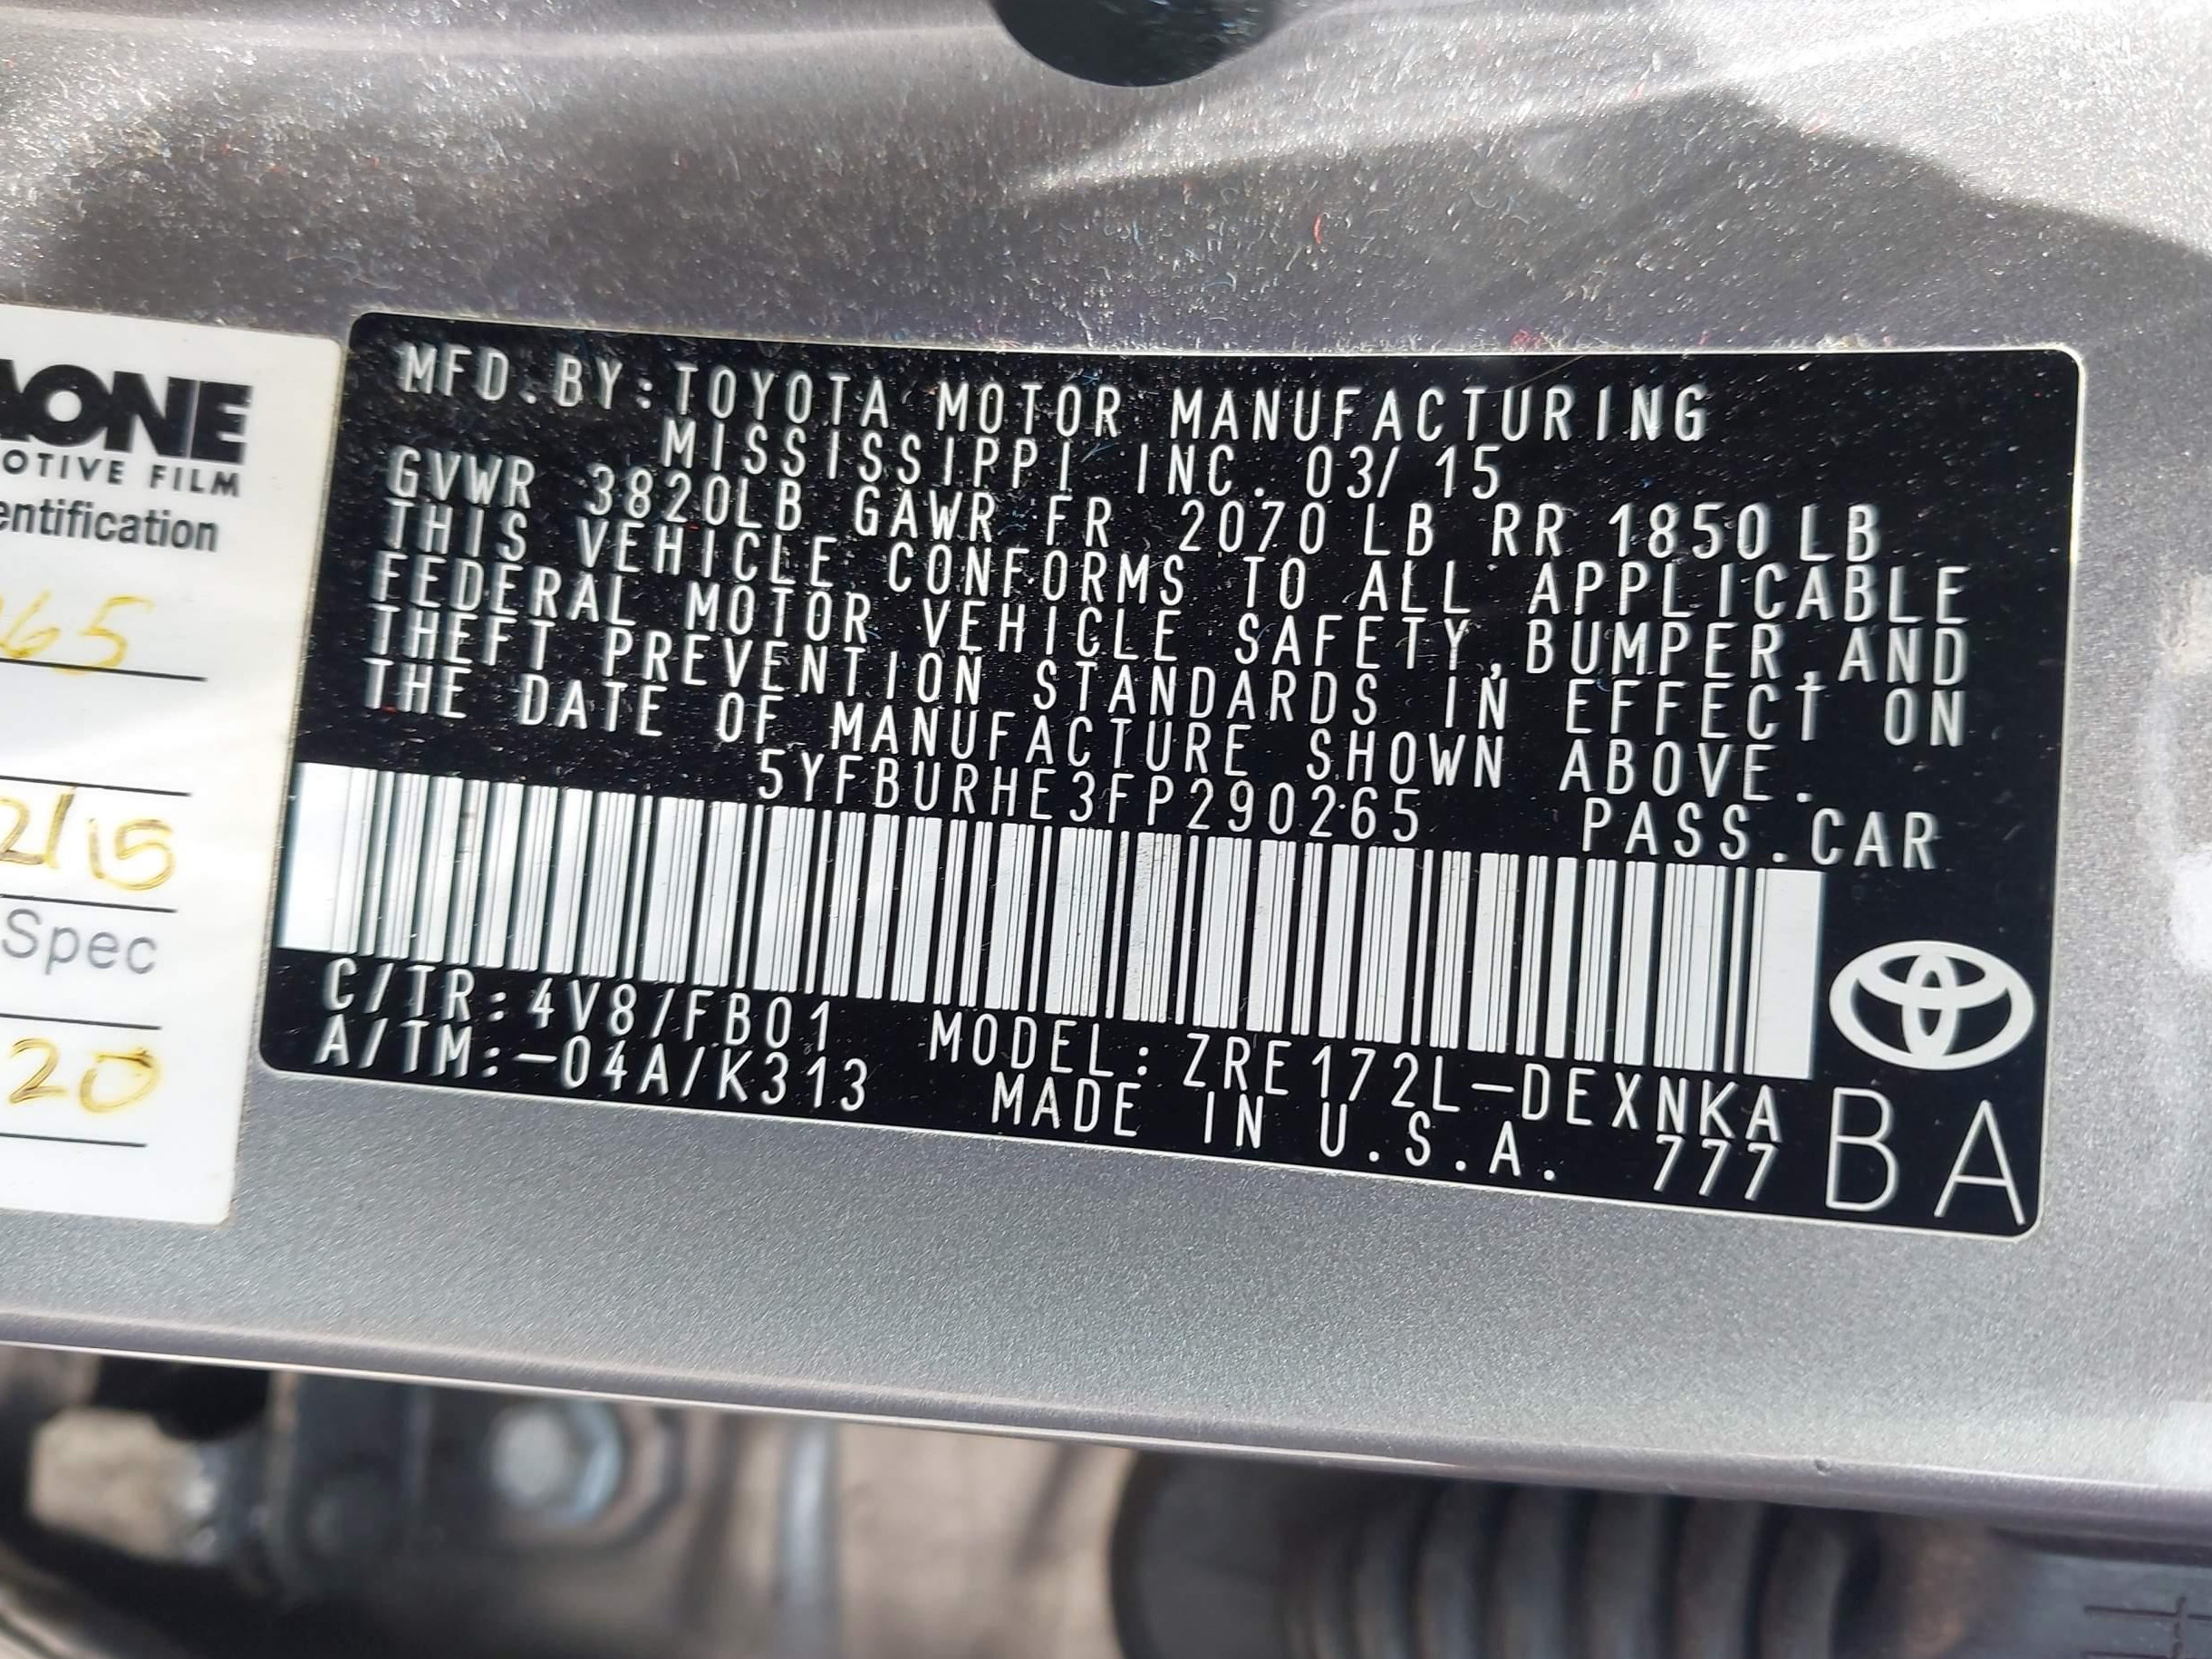 AONE
OTIVE FILM
entification
65
2/15
Spec
20
MFD.BY:TOYOTA MOTOR MANUFACTURING
MISSISSIPPI, INC. 03/15
GVWR 3820LB GAWR FR 2070LB RR 1850LB
THIS VEHICLE CONFORMS TO ALL APPLICABLE
FEDERAL MOTOR VEHICLE SAFETY,BUMPER,AND
THEFT PREVENTION STANDARDS IN EFFECT ON
THE DATE OF MANUFACTURE SHOWN ABOVE.
5YFBURHE3FP290265 PASS.CAR
C/TR:4V8/FB01 MODEL:ZRE172L-DEXNKA
A/TM:-04A/K313 MADE IN U.S.A. 777 BA